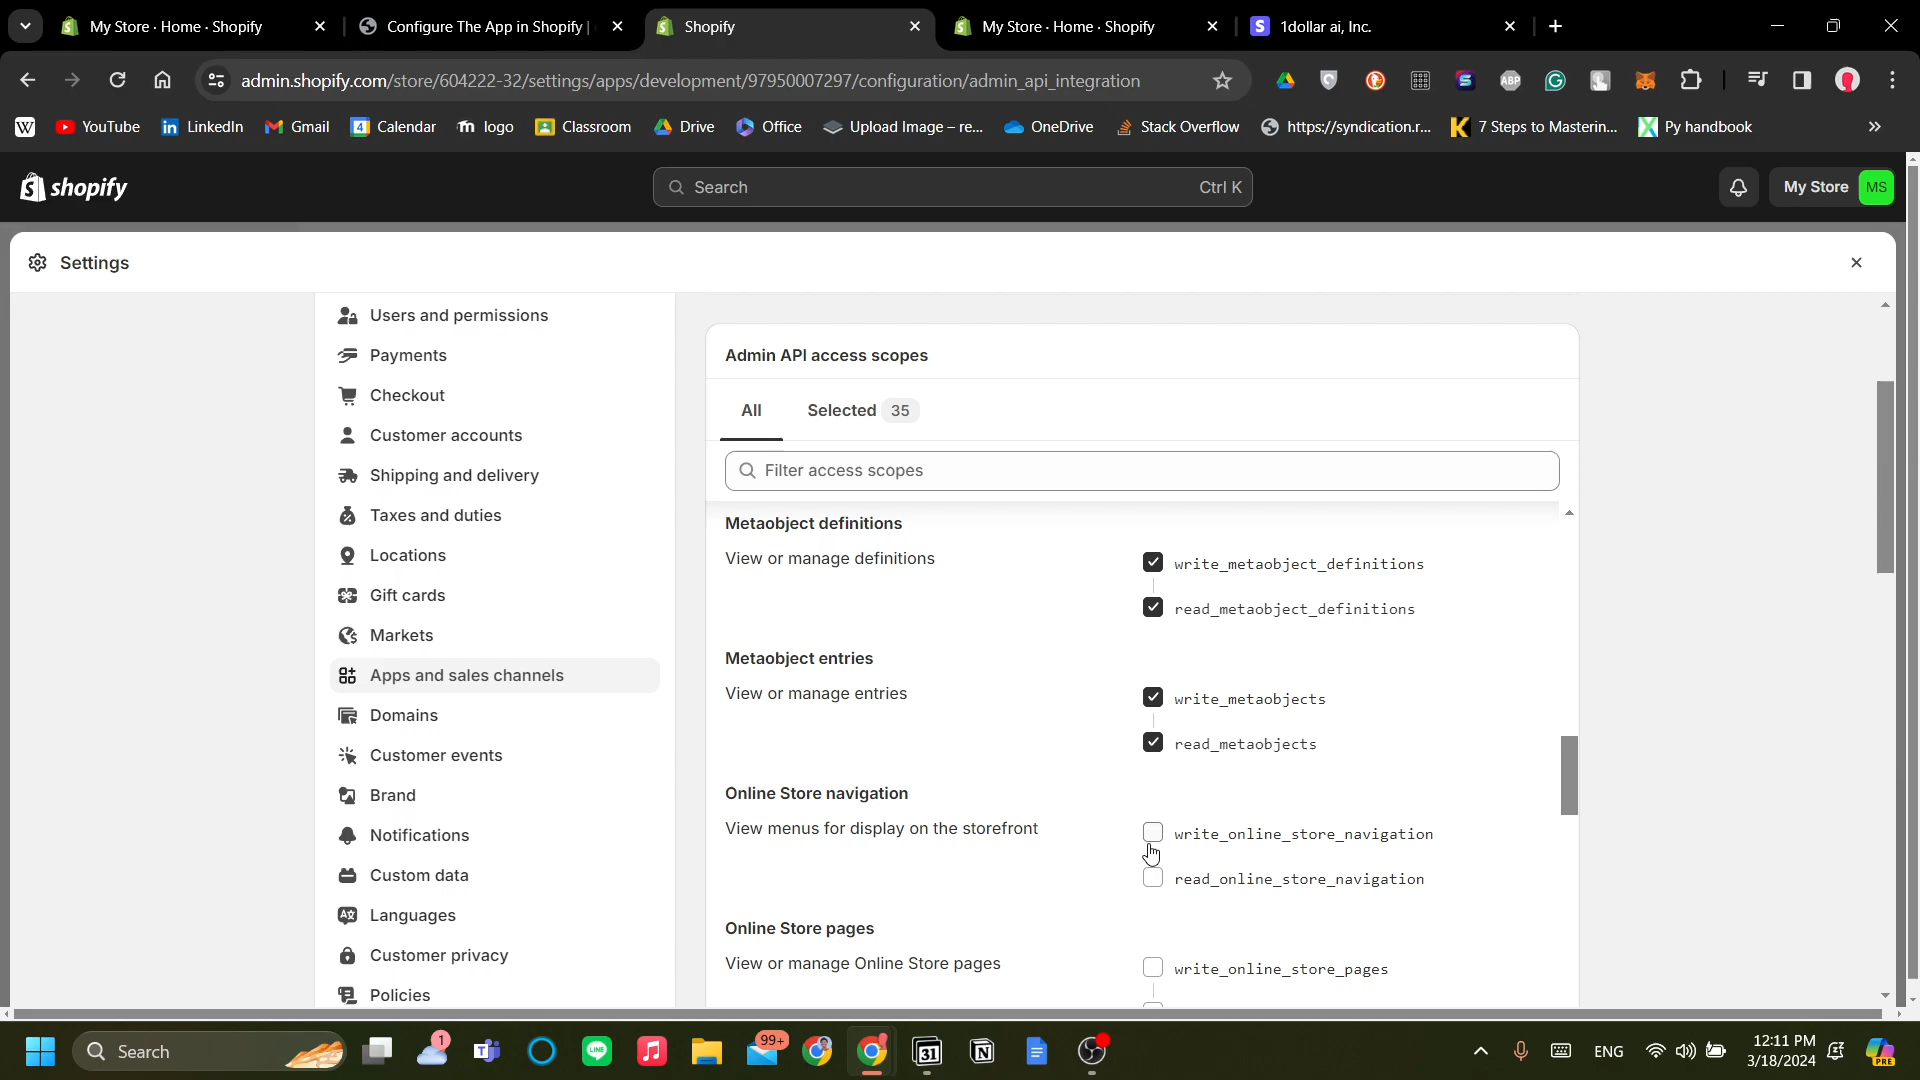 My Store · Home · Shopify
Configure The App in Shopify |
Shopify
My Store · Home · Shopify
1dollar ai, Inc.
admin.shopify.com/store/604222-32/settings/apps/development/97950007297/configuration/admin_api_integration
ABP
YouTube
LinkedIn
Gmail
Calendar
logo
Classroom
Drive
Office
Upload Image – re...
OneDrive
Stack Overflow
https://syndication.r...
7 Steps to Masterin...
Py handbook
shopify
Search
Ctrl K
My Store
MS
Settings
Users and permissions
Payments
Checkout
Customer accounts
Shipping and delivery
Taxes and duties
Locations
Gift cards
Markets
Apps and sales channels
Domains
Customer events
Brand
Notifications
Custom data
Languages
Customer privacy
Policies
Admin API access scopes
All
Selected 35
Filter access scopes
Metaobject definitions
View or manage definitions
write_metaobject_definitions
read_metaobject_definitions
Metaobject entries
View or manage entries
write_metaobjects
read_metaobjects
Online Store navigation
View menus for display on the storefront
write_online_store_navigation
read_online_store_navigation
Online Store pages
View or manage Online Store pages
write_online_store_pages
Search
1
LINE
99+
31
ENG
12:11 PM
3/18/2024
PRE